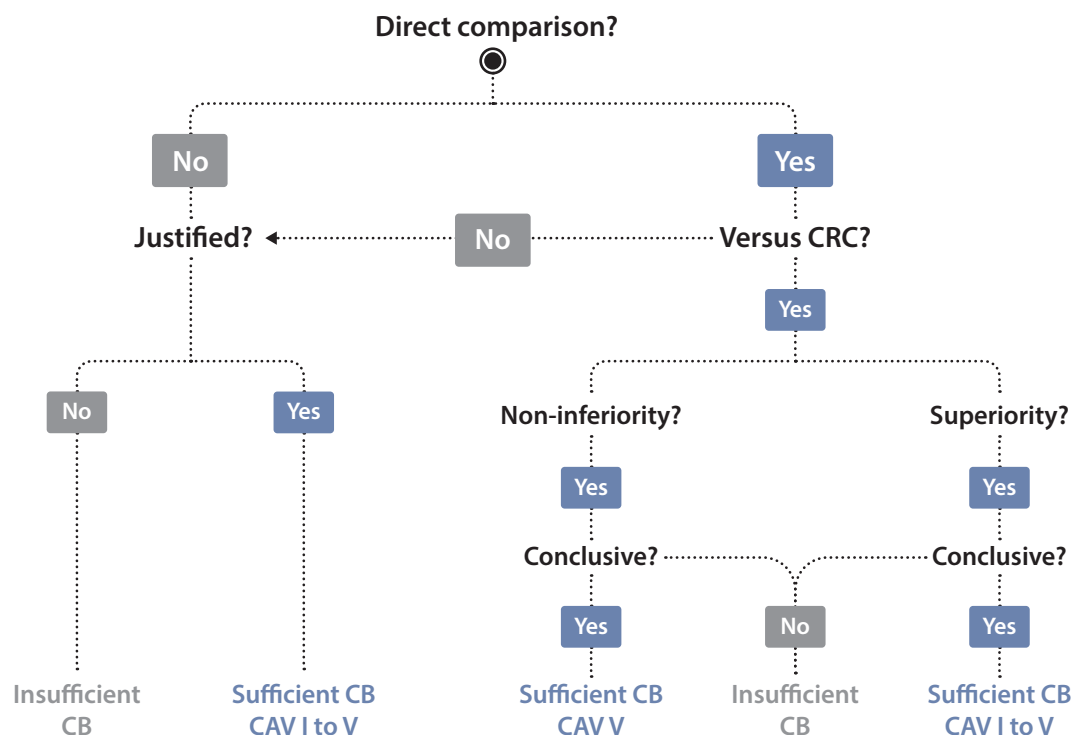 Direct comparison?
No
Yes
Justified?
No
Versus CRC?
Yes
No
Yes
Non-inferiority?
Superiority?
Yes
Yes
Conclusive?
Conclusive?
Yes
No
Yes
Insufficient
CB
Sufficient CB
CAV I to V
Sufficient CB
CAV V
Insufficient
CB
Sufficient CB
CAV I to V